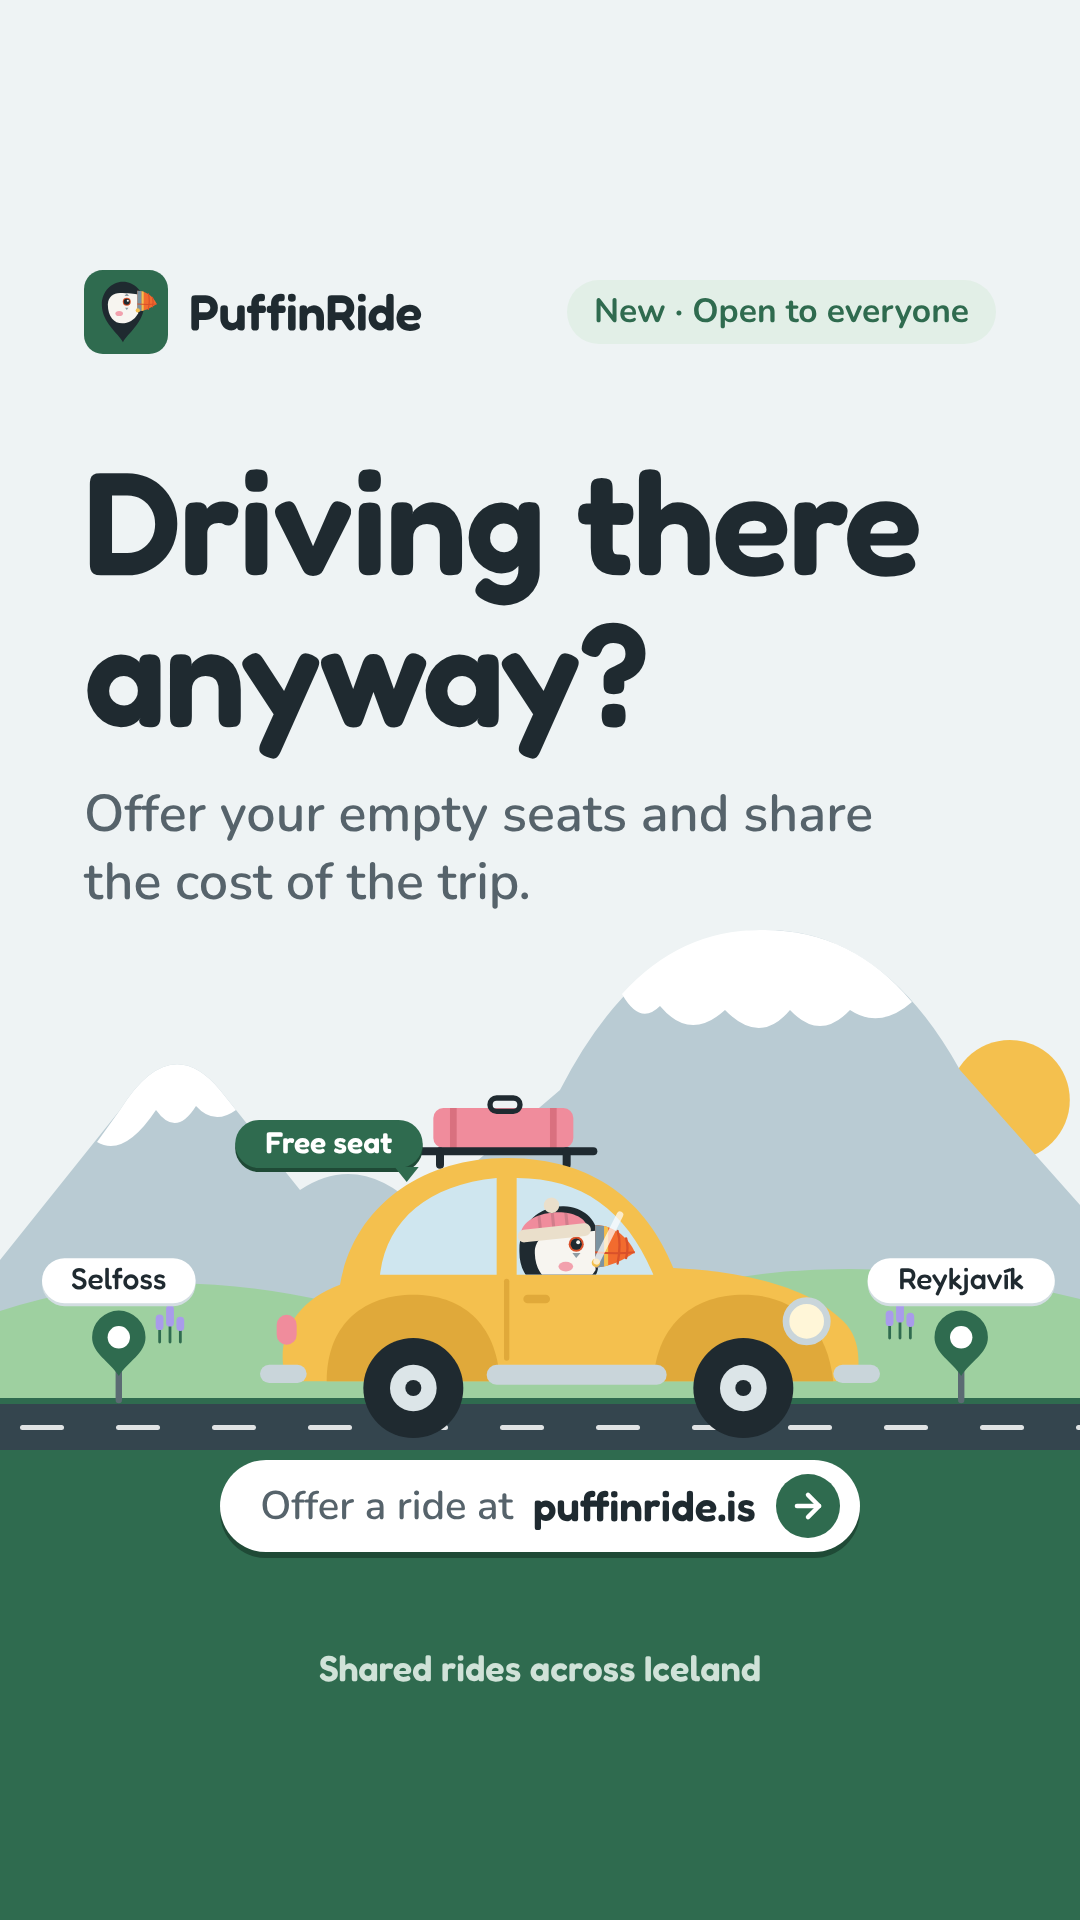 PuffinRide
New · Open to everyone
Driving there
anyway?
Offer your empty seats and share
the cost of the trip.
Free seat
Selfoss
Reykjavík
Offer a ride at puffinride.is
Shared rides across Iceland